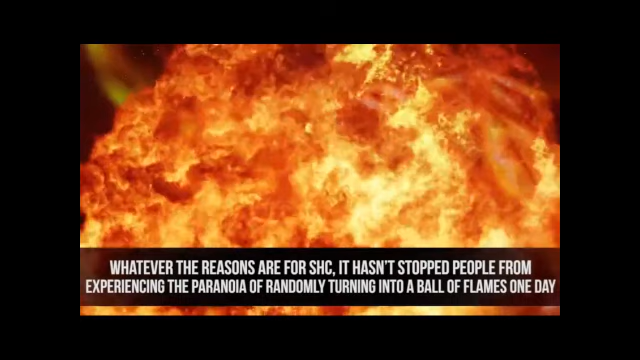 WHATEVER THE REASONS ARE FOR SHC, IT HASN'T STOPPED PEOPLE FROM
EXPERIENCING THE PARANOIA OF RANDOMLY TURNING INTO A BALL OF FLAMES ONE DAY